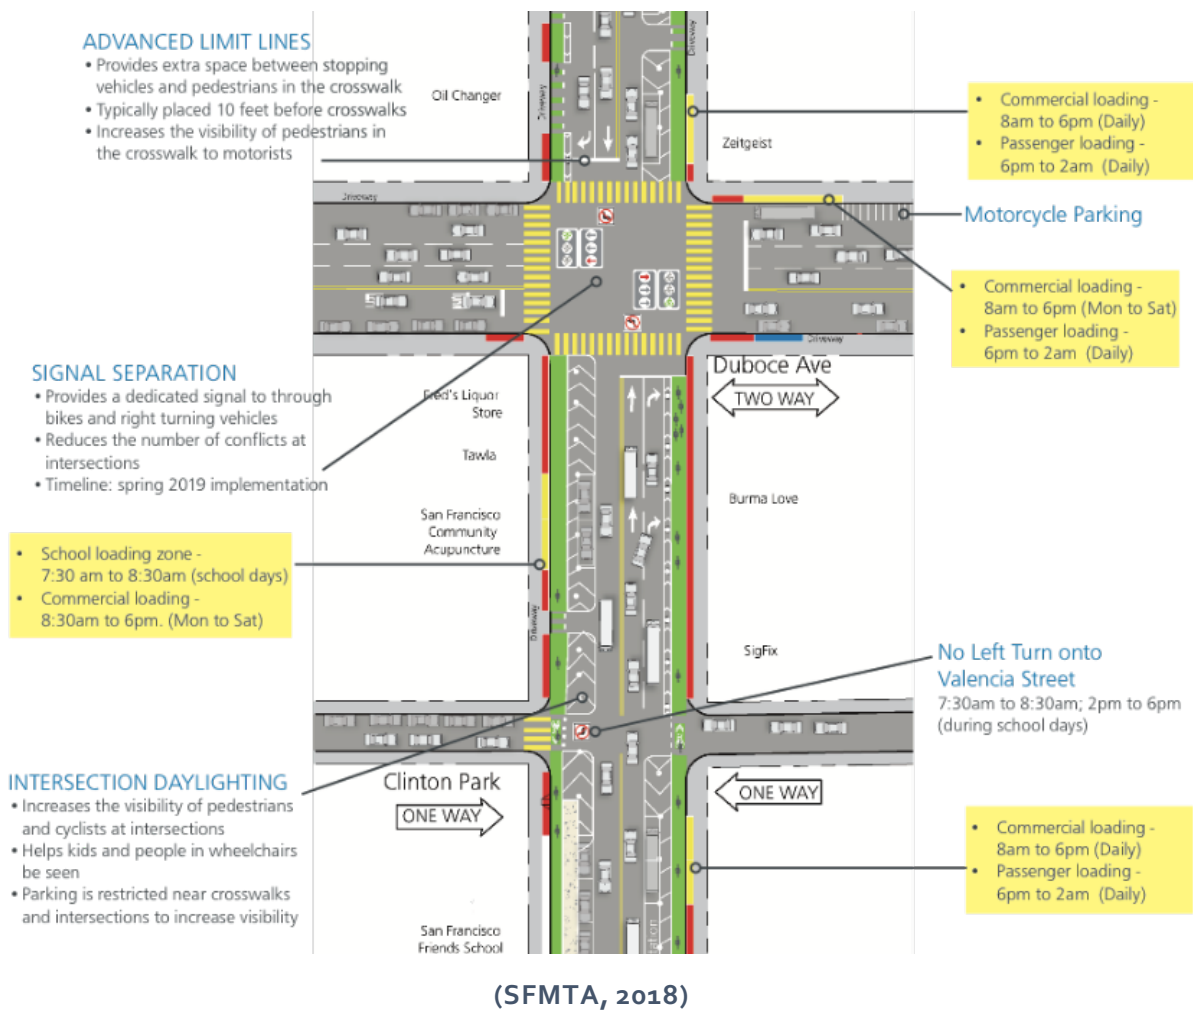 ADVANCED LIMIT LINES
• Provides extra space between stopping
vehicles and pedestrians in the crosswalk
• Typically placed 10 feet before crosswalks
• Increases the visibility of pedestrians in
the crosswalk to motorists
Oil Changer
Driveway
Driveway
Zeitgeist
• Commercial loading -
8am to 6pm (Daily)
• Passenger loading -
6pm to 2am (Daily)
Driveway
Motorcycle Parking
• Commercial loading -
8am to 6pm (Mon to Sat)
• Passenger loading -
6pm to 2am (Daily)
Driveway
Duboce Ave
TWO WAY
SIGNAL SEPARATION
• Provides a dedicated signal to through
bikes and right turning vehicles
• Reduces the number of conflicts at
intersections
• Timeline: spring 2019 implementation
Fred's Liquor
Store
Tawla
San Francisco
Community
Acupuncture
Burma Love
• School loading zone -
7:30 am to 8:30am (school days)
• Commercial loading -
8:30am to 6pm. (Mon to Sat)
Driveway
SigFix
No Left Turn onto
Valencia Street
7:30am to 8:30am; 2pm to 6pm
(during school days)
INTERSECTION DAYLIGHTING
• Increases the visibility of pedestrians
and cyclists at intersections
• Helps kids and people in wheelchairs
be seen
• Parking is restricted near crosswalks
and intersections to increase visibility
Clinton Park
ONE WAY
ONE WAY
• Commercial loading -
8am to 6pm (Daily)
• Passenger loading -
6pm to 2am (Daily)
San Francisco
Friends School
(SFMTA, 2018)